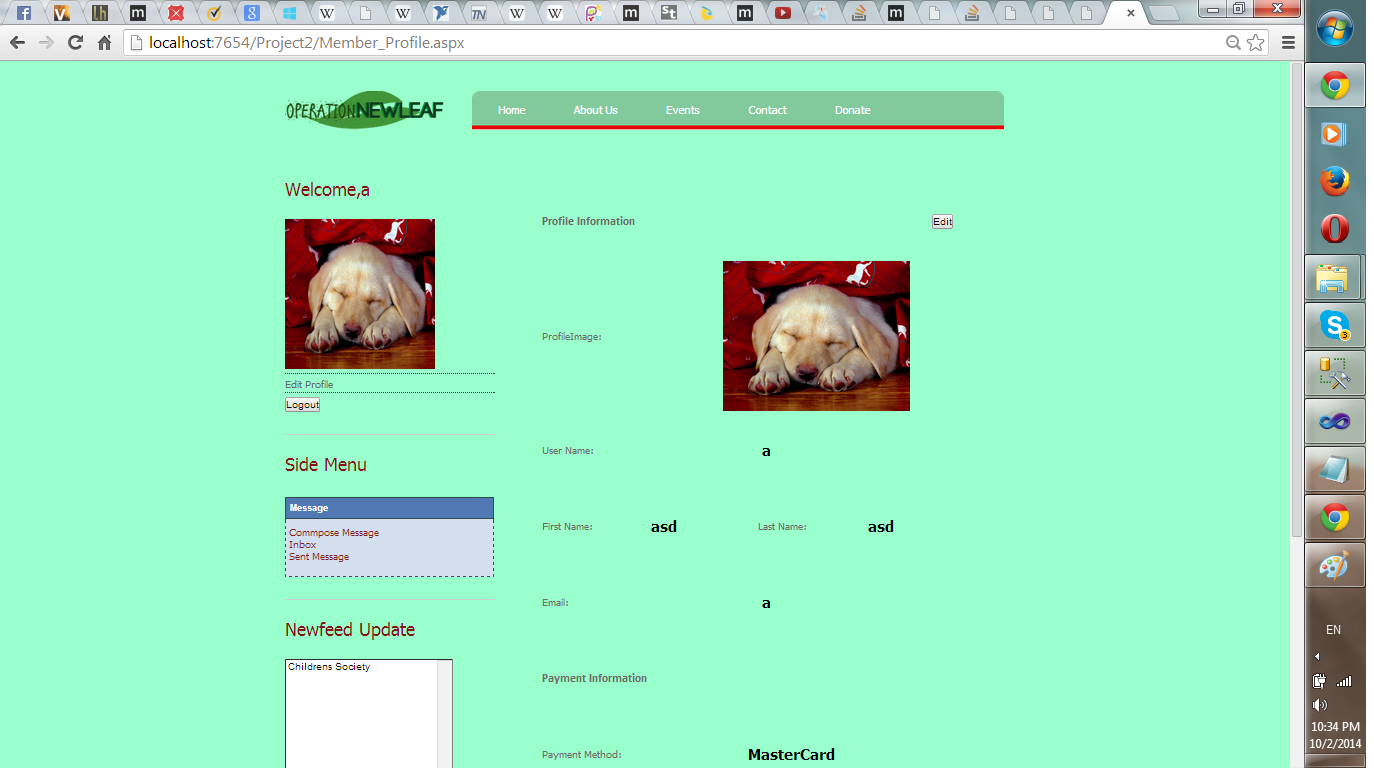 localhost:7654/Project2/Member_Profile.aspx
OPERATIONNEWLEAF
Home About Us Events Contact Donate
Welcome,a
Edit Profile
Logout
Side Menu
Message
Commpose Message
Inbox
Sent Message
Newfeed Update
Childrens Society
Profile Information Edit
ProfileImage:
User Name: a
First Name: asd Last Name: asd
Email: a
Payment Information
Payment Method: MasterCard
EN
10:34 PM
10/2/2014